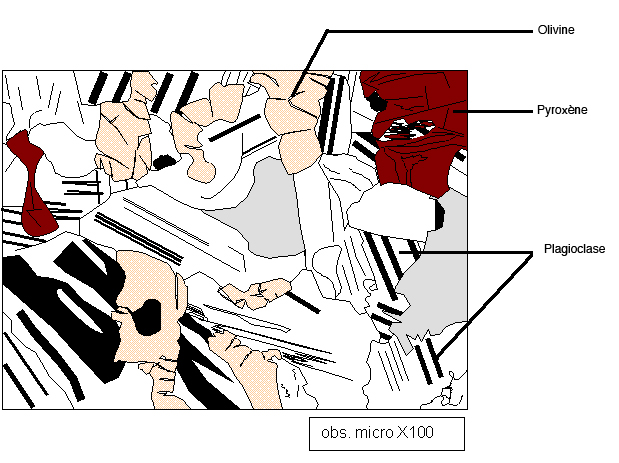 Olivine
Pyroxène
Plagioclase
obs. micro X100